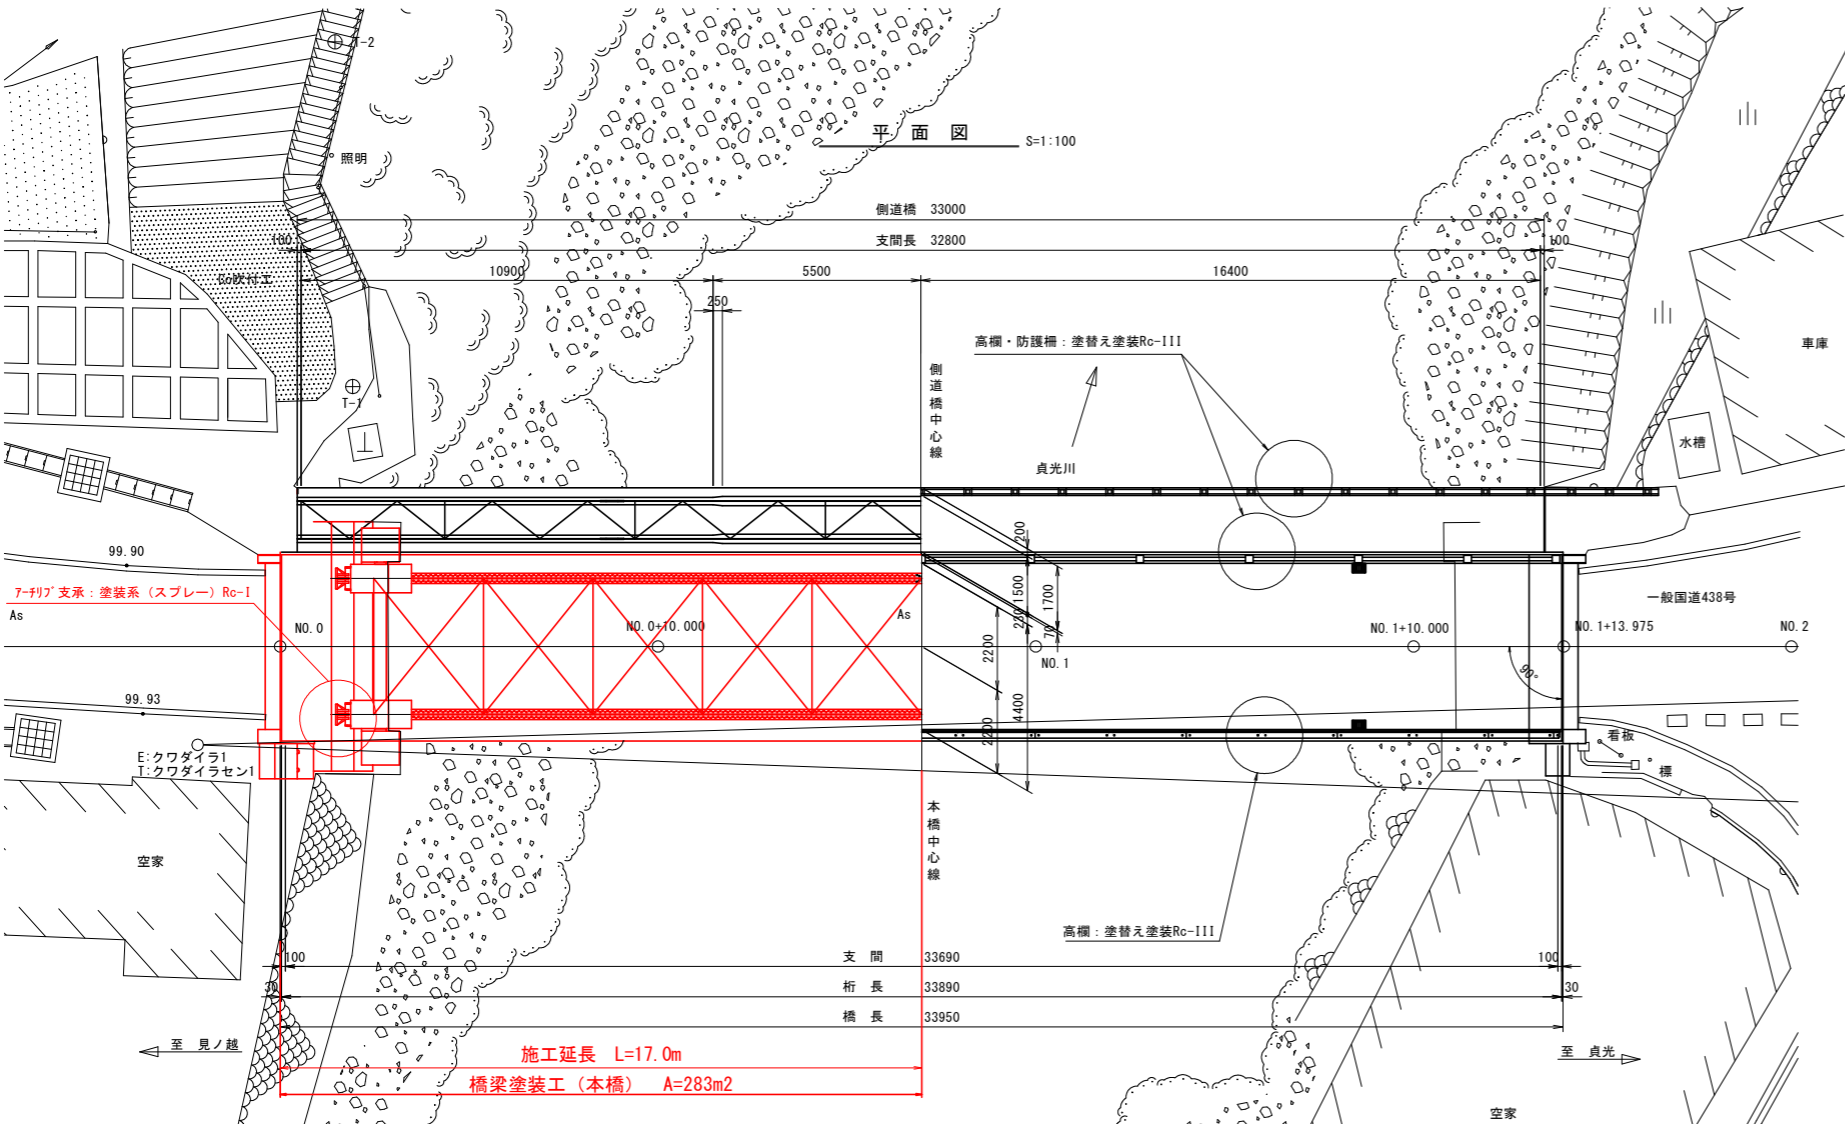 T-2
平 面 図 S=1:100
照明
側道橋 33000
支間長 32800
100
100
10900
5500
16400
Co吹付工
250
高欄・防護柵：塗替え塗装Rc-III
車庫
側道橋中心線
T-1
水槽
貞光川
200
99.90
1500
1700
ｱｰﾁﾘﾌﾞ支承：塗装系（スプレー）Rc-I
As
As
一般国道438号
230
70
NO.0
NO.0+10.000
NO.1
NO.1+10.000
NO.1+13.975
NO.2
2200
90°
99.93
4400
2200
看板
E:クワダイラ1
T:クワダイラセン1
標
本橋中心線
空家
高欄：塗替え塗装Rc-III
100
支 間 33690
100
30
桁 長 33890
30
橋 長 33950
至 見ノ越
施工延長 L=17.0m
至 貞光
橋梁塗装工（本橋） A=283m2
空家